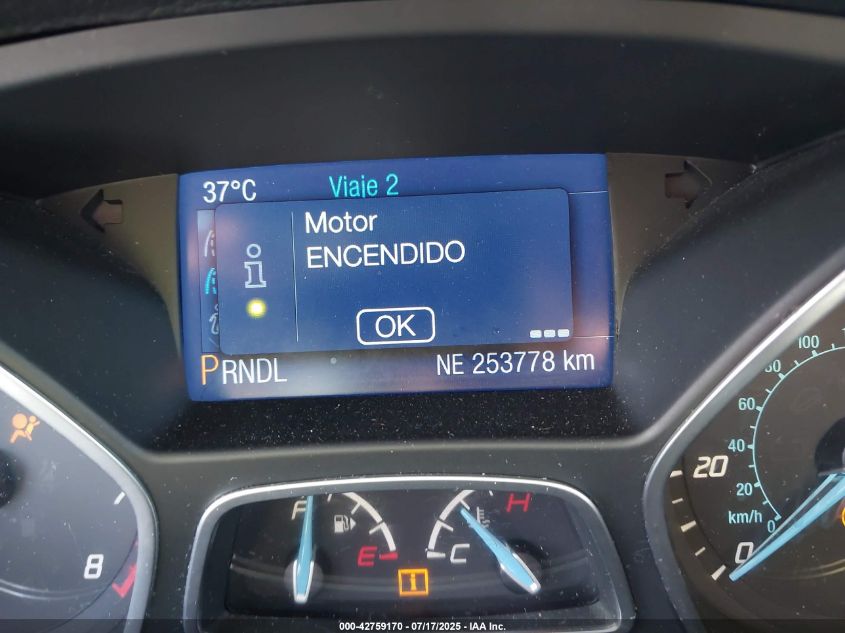 37°C Viaje 2
Motor
ENCENDIDO
OK
PRNDL NE 253778 km
100
80
60
40
20
20
km/h
0
0
8
F
E
H
C
000-42759170 - 07/17/2025 - IAA Inc.